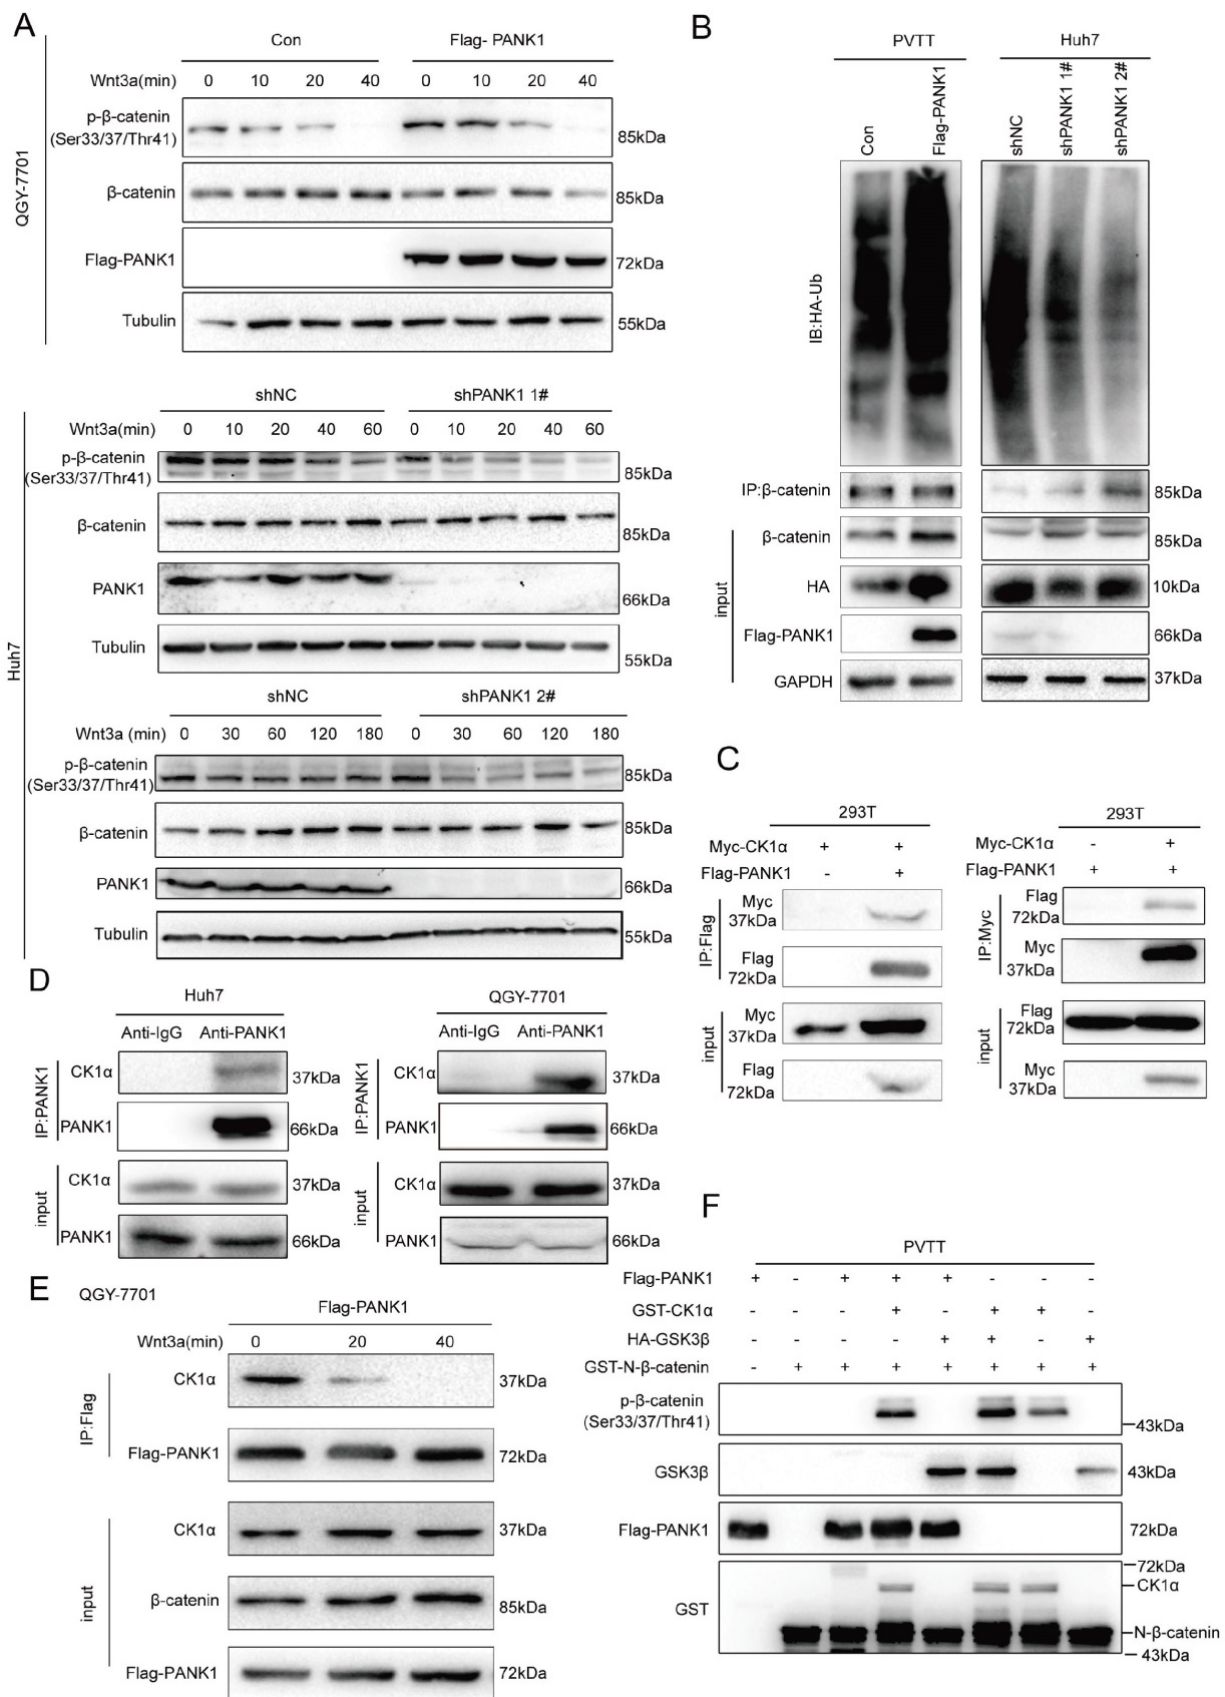 A
Con Flag- PANK1
Wnt3a(min) 0 10 20 40 0 10 20 40
p-β-catenin
(Ser33/37/Thr41) 85kDa
β-catenin 85kDa
Flag-PANK1 72kDa
Tubulin 55kDa
QGY-7701
shNC shPANK1 1#
Wnt3a(min) 0 10 20 40 60 0 10 20 40 60
p-β-catenin
(Ser33/37/Thr41) 85kDa
β-catenin 85kDa
PANK1 66kDa
Tubulin 55kDa
Huh7
shNC shPANK1 2#
Wnt3a (min) 0 30 60 120 180 0 30 60 120 180
p-β-catenin
(Ser33/37/Thr41) 85kDa
β-catenin 85kDa
PANK1 66kDa
Tubulin 55kDa
B
PVTT Huh7
Con Flag-PANK1 shNC shPANK1 1# shPANK1 2#
IB:HA-Ub
IP:β-catenin 85kDa
β-catenin 85kDa
HA 10kDa
Flag-PANK1 66kDa
GAPDH 37kDa
input
C
293T
Myc-CK1α + +
Flag-PANK1 - +
IP:Flag
Myc
37kDa
Flag
72kDa
input
Myc
37kDa
Flag
72kDa
293T
Myc-CK1α - +
Flag-PANK1 + +
IP:Myc
Flag
72kDa
Myc
37kDa
input
Flag
72kDa
Myc
37kDa
D
Huh7
Anti-IgG Anti-PANK1
IP:PANK1
CK1α 37kDa
PANK1 66kDa
input
CK1α 37kDa
PANK1 66kDa
QGY-7701
Anti-IgG Anti-PANK1
IP:PANK1
CK1α 37kDa
PANK1 66kDa
input
CK1α 37kDa
PANK1 66kDa
E
QGY-7701
Flag-PANK1
Wnt3a(min) 0 20 40
IP:Flag
CK1α 37kDa
Flag-PANK1 72kDa
input
CK1α 37kDa
β-catenin 85kDa
Flag-PANK1 72kDa
F
PVTT
Flag-PANK1 + - + + + - - -
GST-CK1α - - - + - + + -
HA-GSK3β - - - - + + - +
GST-N-β-catenin - + + + + + + +
p-β-catenin
(Ser33/37/Thr41) 43kDa
GSK3β 43kDa
Flag-PANK1 72kDa
GST
72kDa
CK1α
N-β-catenin
43kDa